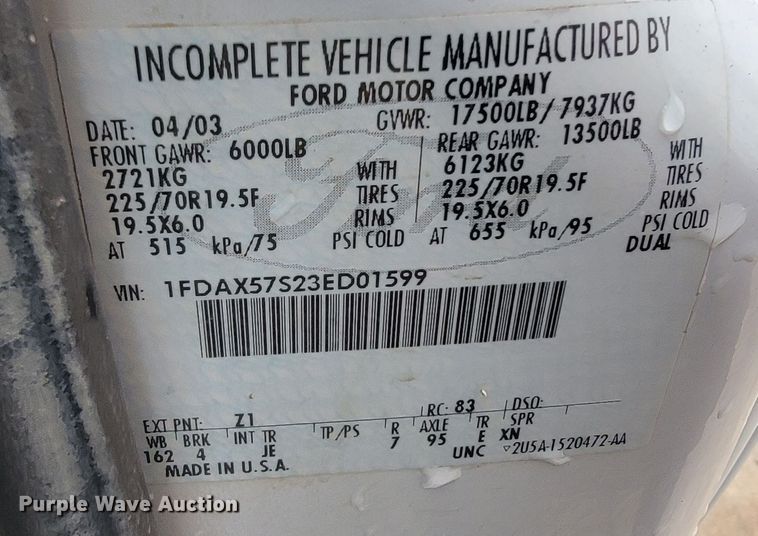 INCOMPLETE VEHICLE MANUFACTURED BY
FORD MOTOR COMPANY
DATE: 04/03 GVWR: 17500LB/7937KG
FRONT GAWR: 6000LB REAR GAWR: 13500LB
2721KG WITH 6123KG WITH
225/70R19.5F TIRES 225/70R19.5F TIRES
19.5X6.0 RIMS 19.5X6.0 RIMS
AT 515 kPa/75 PSI COLD AT 655 kPa/95 PSI COLD
DUAL
Ford
VIN: 1FDAX57S23ED01599
EXT PNT: Z1 RC: 83 DSO:
WB BRK INT TR TP/PS R AXLE TR SPR
162 4 JE 7 95 E XN
MADE IN U.S.A. UNC ▽2U5A-1520472-AA
Purple Wave Auction